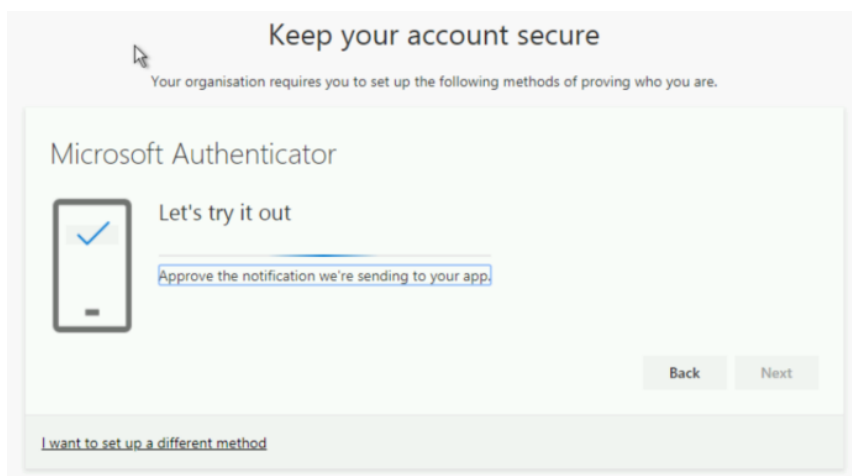 Keep your account secure
Your organisation requires you to set up the following methods of proving who you are.
Microsoft Authenticator
Let's try it out
Approve the notification we're sending to your app.
Back Next
I want to set up a different method